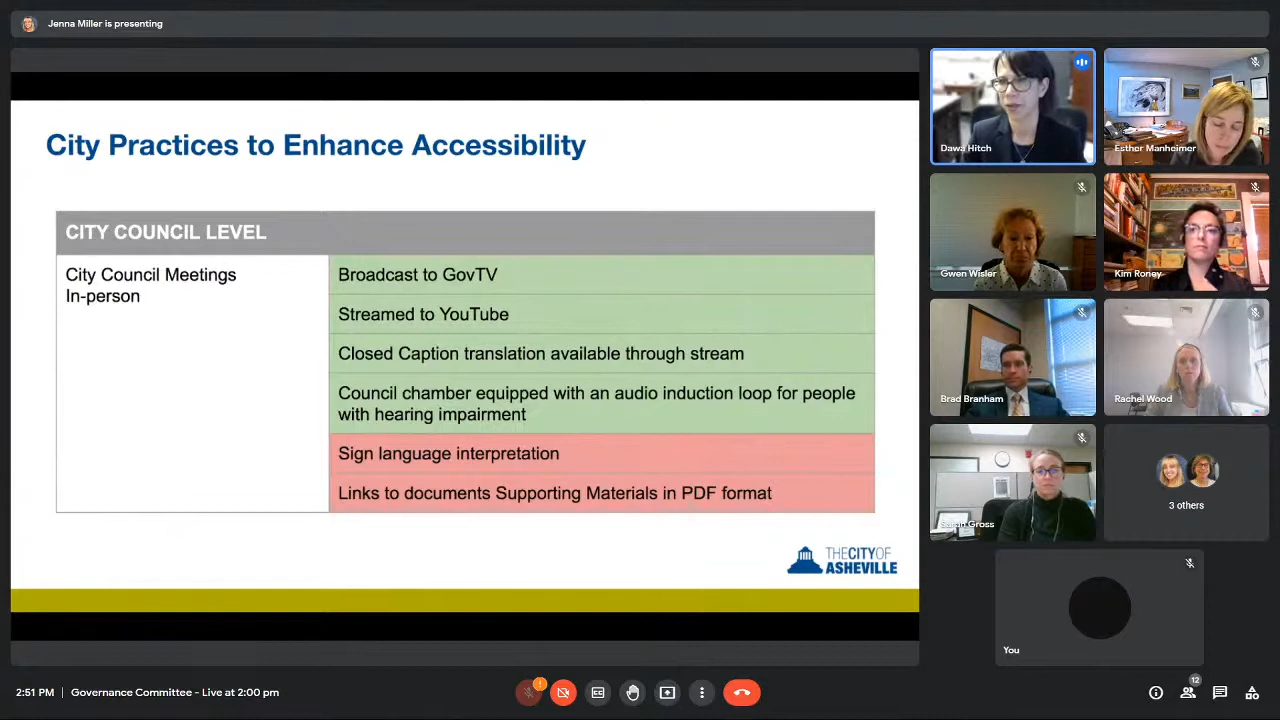 Jenna Miller is presenting
City Practices to Enhance Accessibility
CITY COUNCIL LEVEL
City Council Meetings
In-person
Broadcast to GovTV
Streamed to YouTube
Closed Caption translation available through stream
Council chamber equipped with an audio induction loop for people
with hearing impairment
Sign language interpretation
Links to documents Supporting Materials in PDF format
THE CITY OF
ASHEVILLE
Dawa Hitch
Esther Manheimer
Gwen Wisler
Kim Roney
Brad Branham
Rachel Wood
Sarah Gross
3 others
You
2:51 PM | Governance Committee - Live at 2:00 pm
12